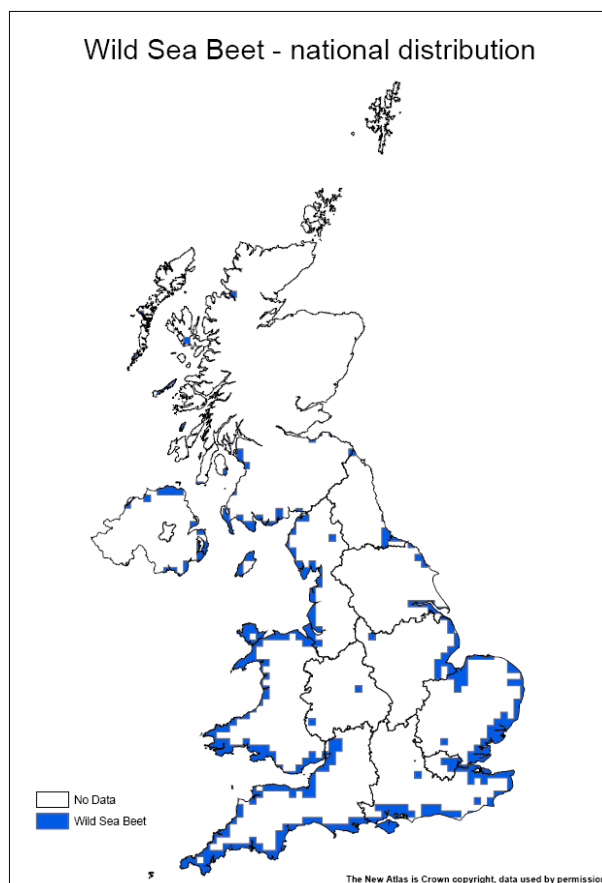 Wild Sea Beet - national distribution
No Data
Wild Sea Beet
The New Atlas is Crown copyright, data used by permission